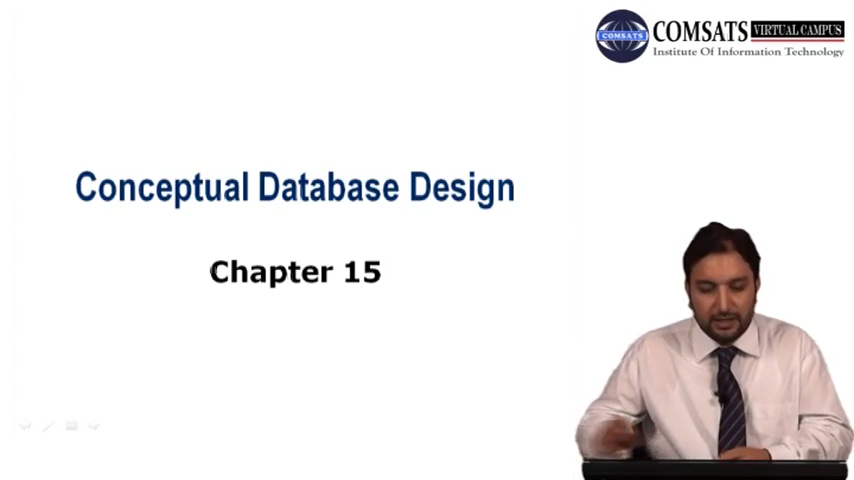 COMSATS
COMSATS VIRTUAL CAMPUS
Institute Of Information Technology
Conceptual Database Design
Chapter 15